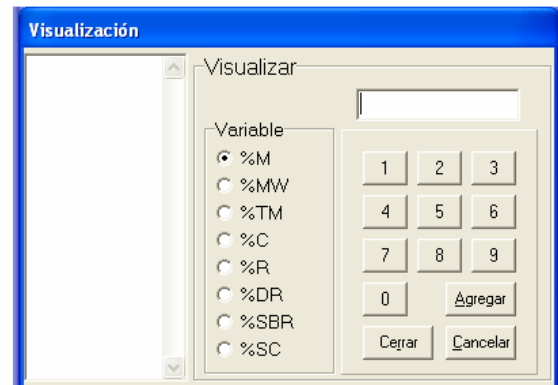 Visualización
Visualizar
Variable
%M
%MW
%TM
%C
%R
%DR
%SBR
%SC
1 2 3
4 5 6
7 8 9
0 Agregar
Cerrar Cancelar